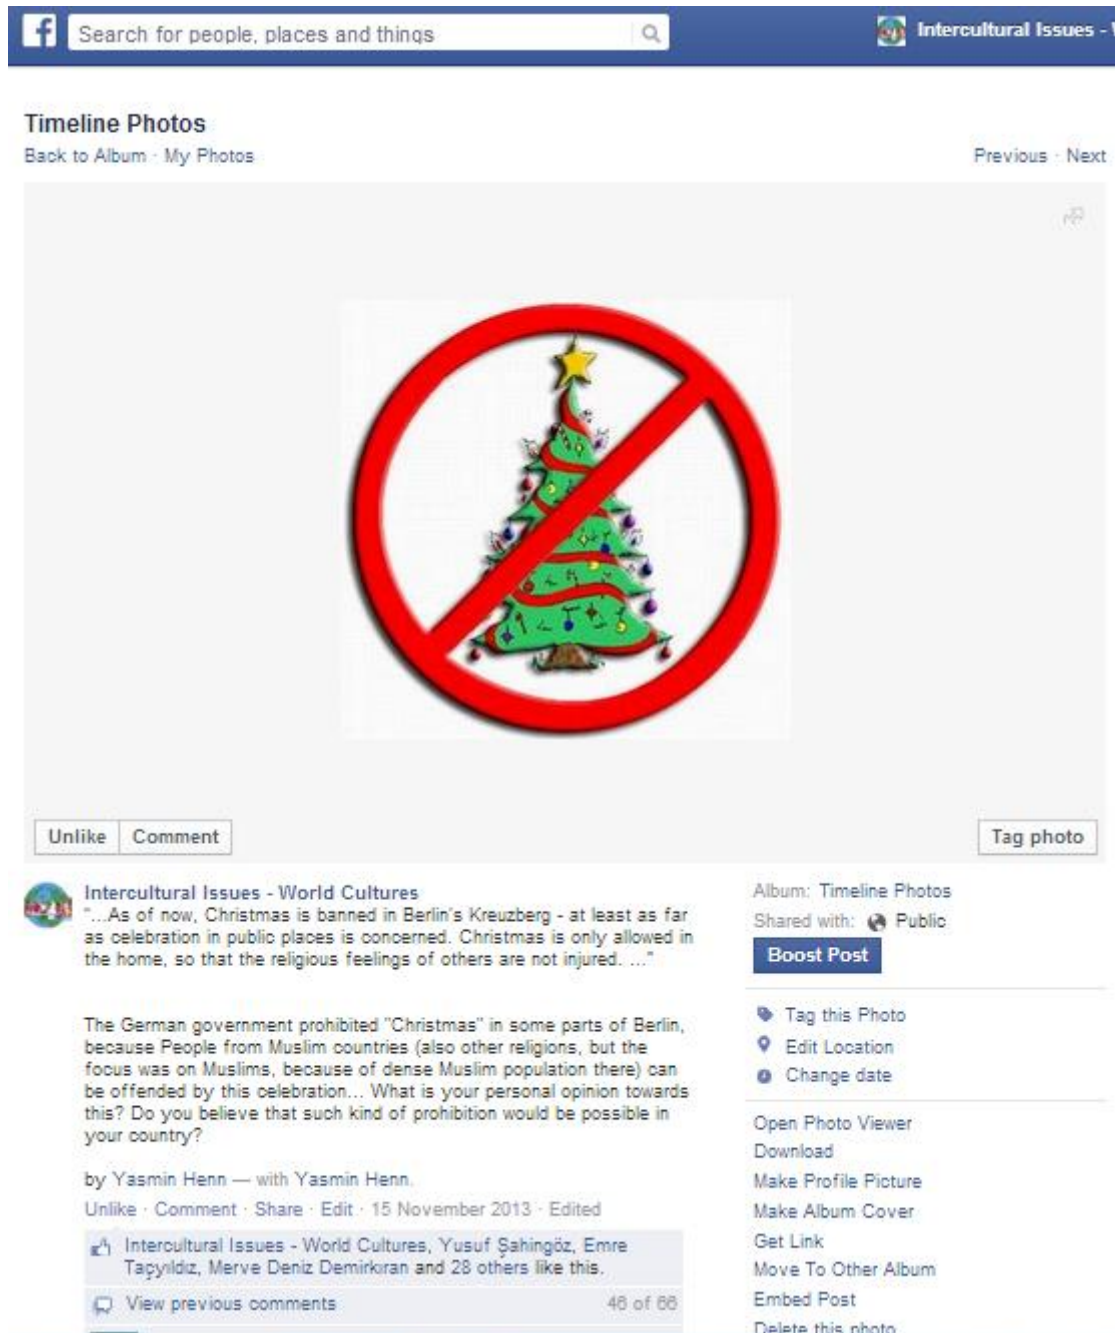 f
Search for people, places and things
Intercultural Issues -
Timeline Photos
Back to Album · My Photos
Previous · Next
Unlike
Comment
Tag photo
Intercultural Issues - World Cultures
"...As of now, Christmas is banned in Berlin's Kreuzberg - at least as far
as celebration in public places is concerned. Christmas is only allowed in
the home, so that the religious feelings of others are not injured. ..."
The German government prohibited "Christmas" in some parts of Berlin,
because People from Muslim countries (also other religions, but the
focus was on Muslims, because of dense Muslim population there) can
be offended by this celebration... What is your personal opinion towards
this? Do you believe that such kind of prohibition would be possible in
your country?
by Yasmin Henn — with Yasmin Henn.
Unlike · Comment · Share · Edit · 15 November 2013 · Edited
Intercultural Issues - World Cultures, Yusuf Şahingöz, Emre
Taçyıldız, Merve Deniz Demirkıran and 28 others like this.
View previous comments
46 of 66
Album: Timeline Photos
Shared with: Public
Boost Post
Tag this Photo
Edit Location
Change date
Open Photo Viewer
Download
Make Profile Picture
Make Album Cover
Get Link
Move To Other Album
Embed Post
Delete this photo